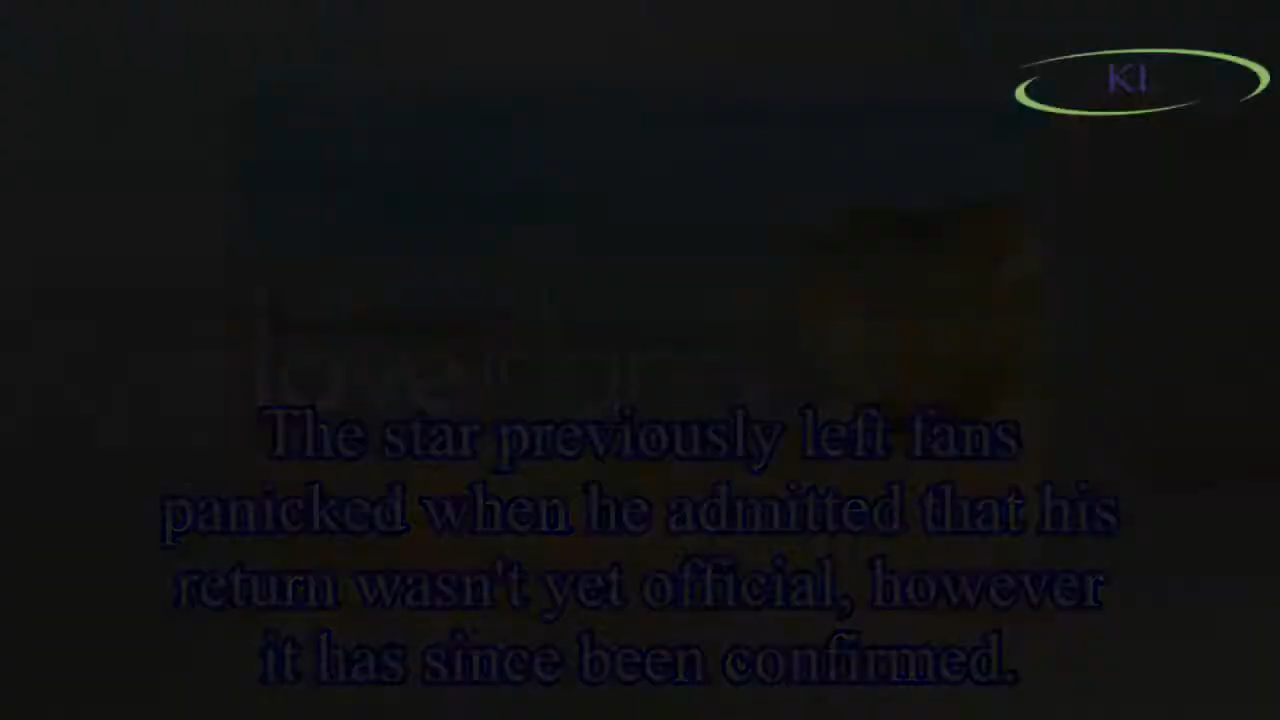 KL
The star previously left fans
panicked when he admitted that his
return wasn't yet official, however
it has since been confirmed.